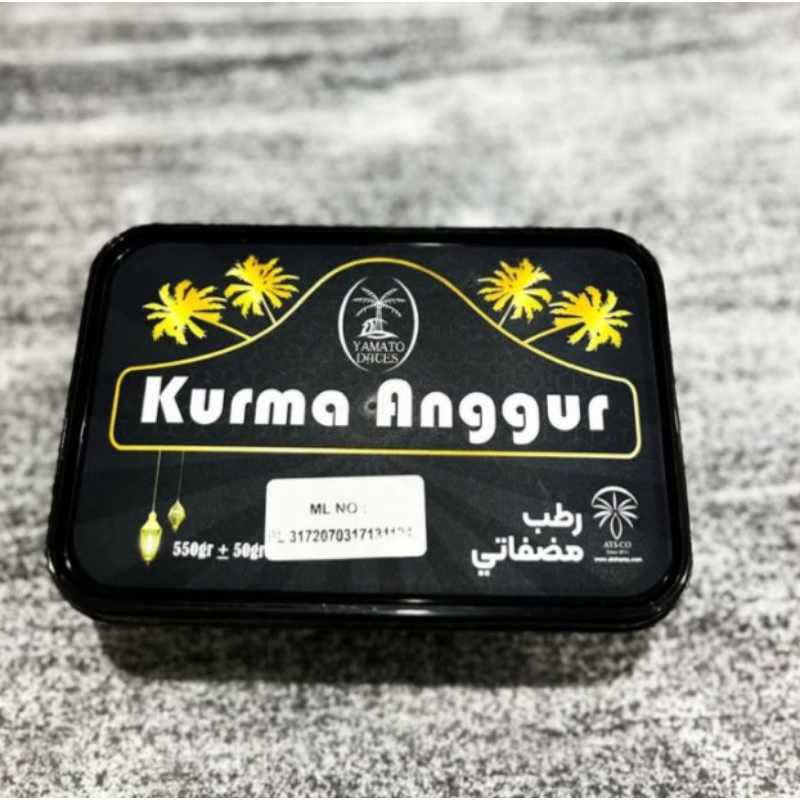 YAMATO
DATES
Kurma Anggur
ML NO :
550gr ± 50gr
رطب
مضفاتي
ATS CO